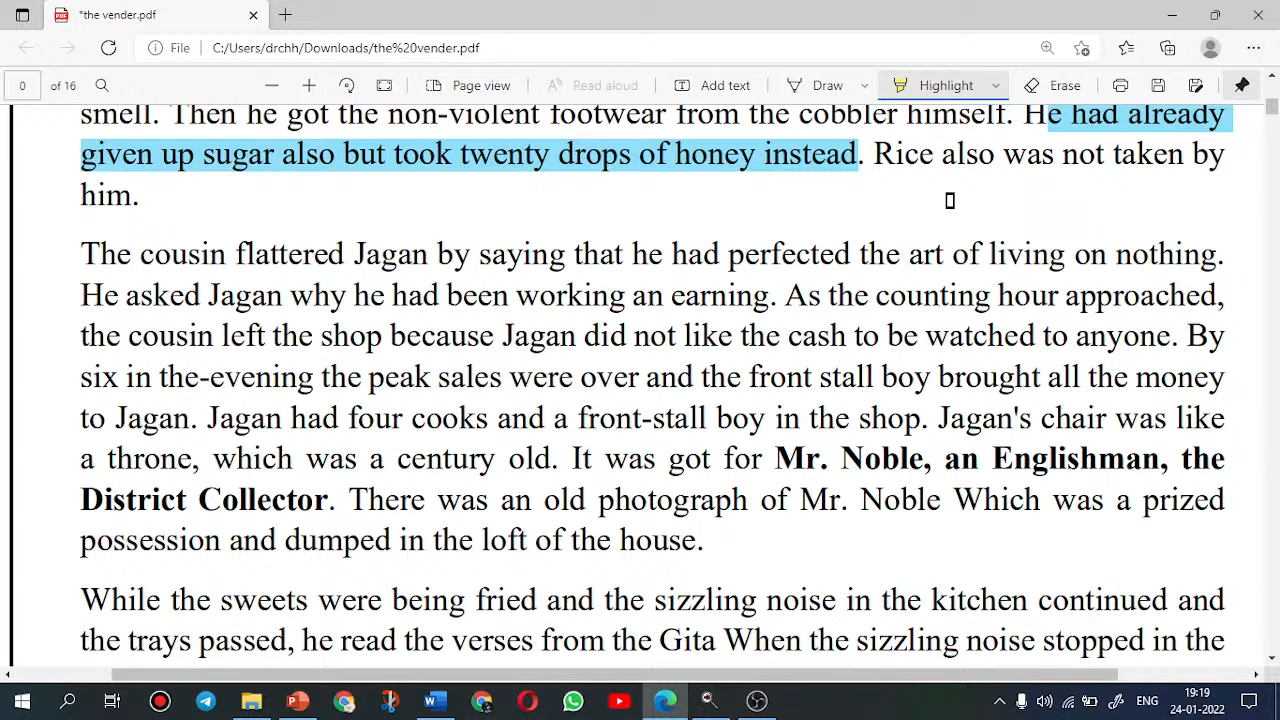 *the vender.pdf
File C:/Users/drchh/Downloads/the%20vender.pdf
0 of 16 Page view Read aloud Add text Draw Highlight Erase
smell. Then he got the non-violent footwear from the cobbler himself. He had already
given up sugar also but took twenty drops of honey instead. Rice also was not taken by
him.
The cousin flattered Jagan by saying that he had perfected the art of living on nothing.
He asked Jagan why he had been working an earning. As the counting hour approached,
the cousin left the shop because Jagan did not like the cash to be watched to anyone. By
six in the-evening the peak sales were over and the front stall boy brought all the money
to Jagan. Jagan had four cooks and a front-stall boy in the shop. Jagan's chair was like
a throne, which was a century old. It was got for Mr. Noble, an Englishman, the
District Collector. There was an old photograph of Mr. Noble Which was a prized
possession and dumped in the loft of the house.
While the sweets were being fried and the sizzling noise in the kitchen continued and
the trays passed, he read the verses from the Gita When the sizzling noise stopped in the
ENG
19:19
24-01-2022